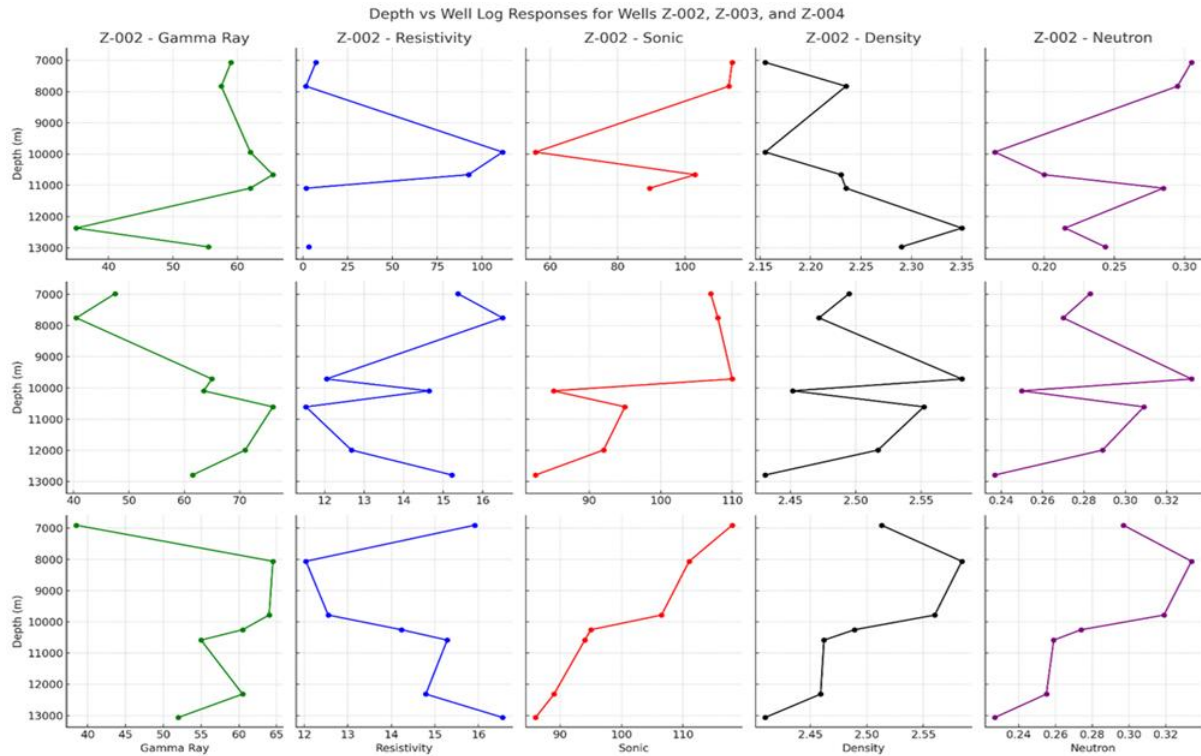 Depth vs Well Log Responses for Wells Z-002, Z-003, and Z-004
Z-002 - Gamma Ray
Z-002 - Resistivity
Z-002 - Sonic
Z-002 - Density
Z-002 - Neutron
Depth (m)
7000
8000
9000
10000
11000
12000
13000
40 50 60
0 25 50 75 100
60 80 100
2.15 2.20 2.25 2.30 2.35
0.20 0.25 0.30
Depth (m)
7000
8000
9000
10000
11000
12000
13000
40 50 60 70
12 13 14 15 16
90 100 110
2.45 2.50 2.55
0.24 0.26 0.28 0.30 0.32
Depth (m)
7000
8000
9000
10000
11000
12000
13000
40 45 50 55 60 65
12 13 14 15 16
90 100 110
2.45 2.50 2.55
0.24 0.26 0.28 0.30 0.32
Gamma Ray
Resistivity
Sonic
Density
Neutron